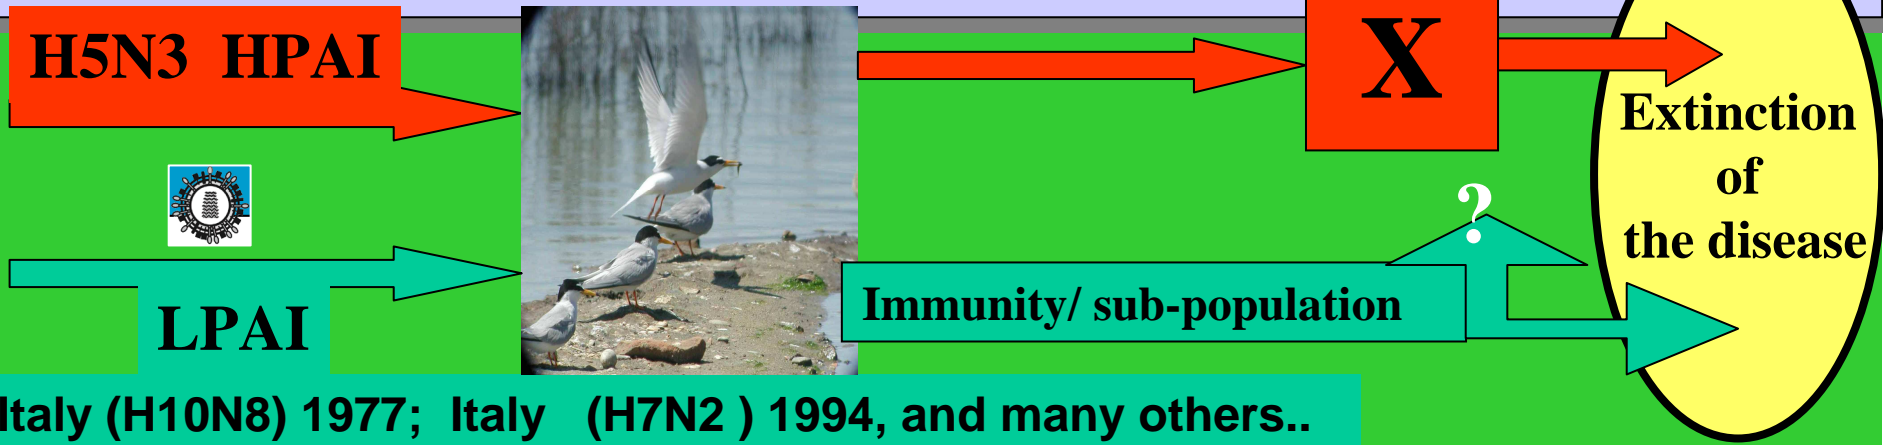 H5N3 HPAI
X
Extinction
of
the disease
?
Immunity/ sub-population
LPAI
Italy (H10N8) 1977; Italy (H7N2 ) 1994, and many others..